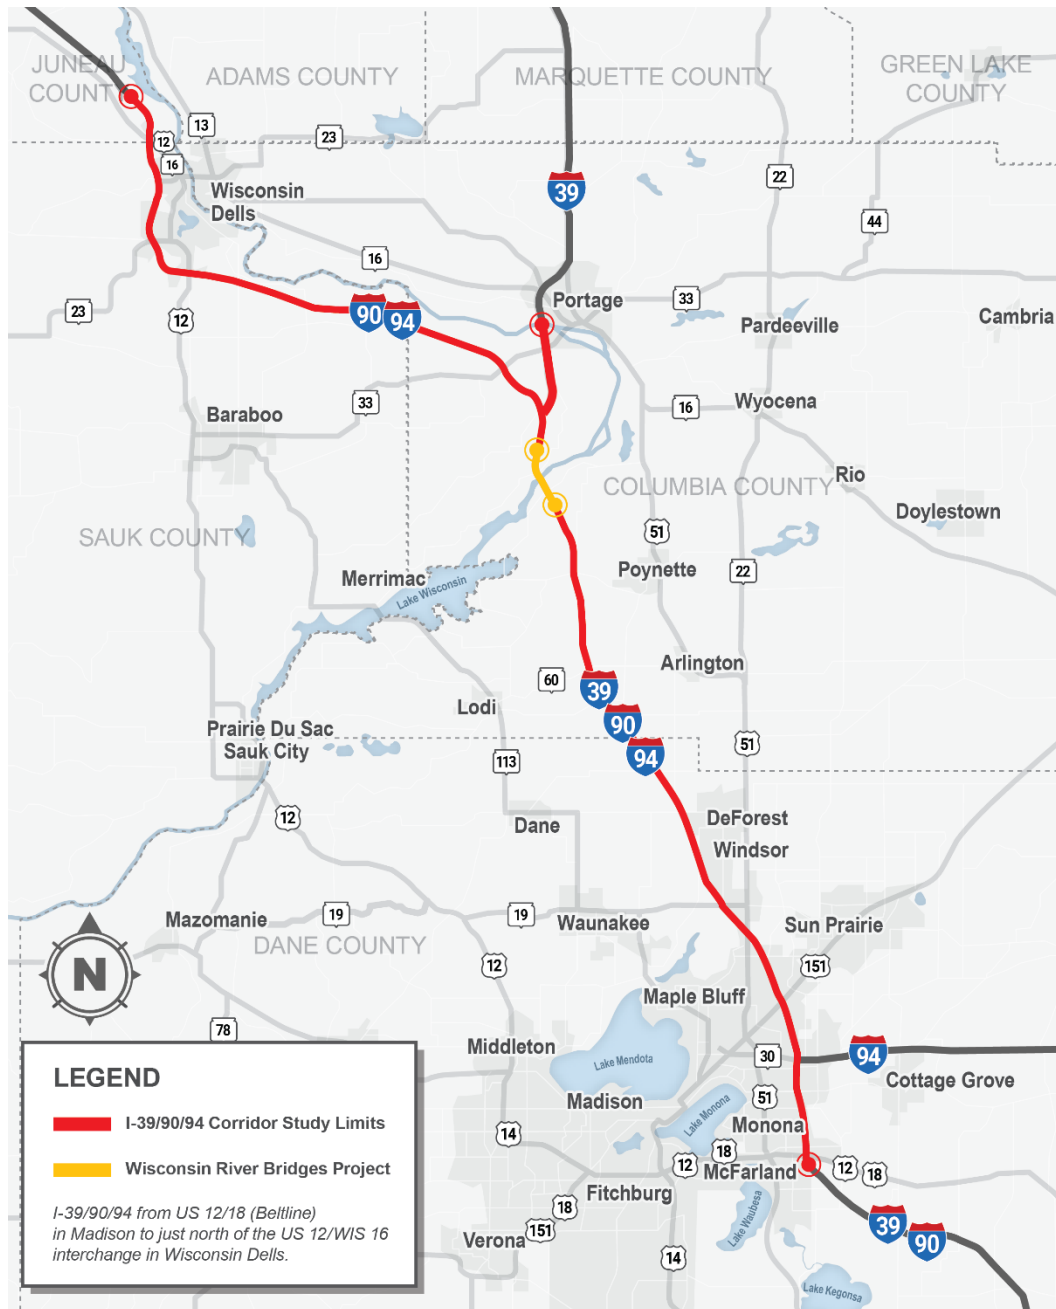 JUNEAU
COUNTY
ADAMS COUNTY
MARQUETTE COUNTY
GREEN LAKE
COUNTY
13
12
23
16
22
Wisconsin
Dells
39
44
16
Portage
33
23
12
90
94
Pardeeville
Cambria
33
Baraboo
16
Wyocena
Rio
COLUMBIA COUNTY
Doylestown
SAUK COUNTY
51
Merrimac
Lake Wisconsin
Poynette
22
Arlington
60
39
Lodi
90
Prairie Du Sac
Sauk City
94
51
113
12
Dane
DeForest
Windsor
Mazomanie
19
19
Waunakee
Sun Prairie
DANE COUNTY
12
151
N
Maple Bluff
78
Middleton
Lake Mendota
30
94
Cottage Grove
Madison
Lake Monona
51
Monona
14
18
12
McFarland
12
18
Fitchburg
18
Lake Waubesa
39
90
151
Verona
14
Lake Kegonsa
LEGEND
I-39/90/94 Corridor Study Limits
Wisconsin River Bridges Project
I-39/90/94 from US 12/18 (Beltline)
in Madison to just north of the US 12/WIS 16
interchange in Wisconsin Dells.